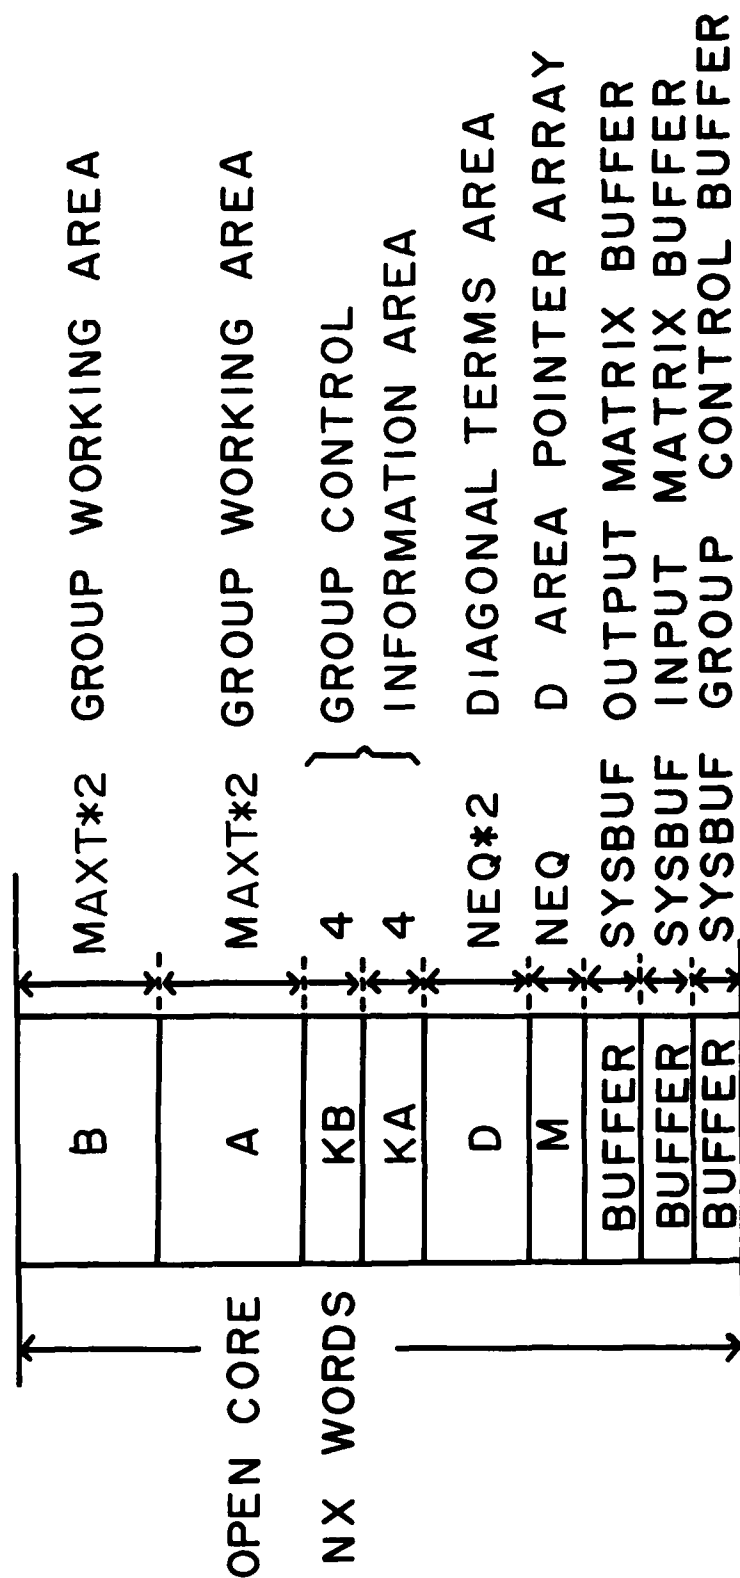 B MAXT*2 GROUP WORKING AREA
A MAXT*2 GROUP WORKING AREA
OPEN CORE
KB 4 GROUP CONTROL
NX WORDS
KA 4 INFORMATION AREA
D NEQ*2 DIAGONAL TERMS AREA
M NEQ D AREA POINTER ARRAY
BUFFER SYSBUF OUTPUT MATRIX BUFFER
BUFFER SYSBUF INPUT MATRIX BUFFER
BUFFER SYSBUF GROUP CONTROL BUFFER